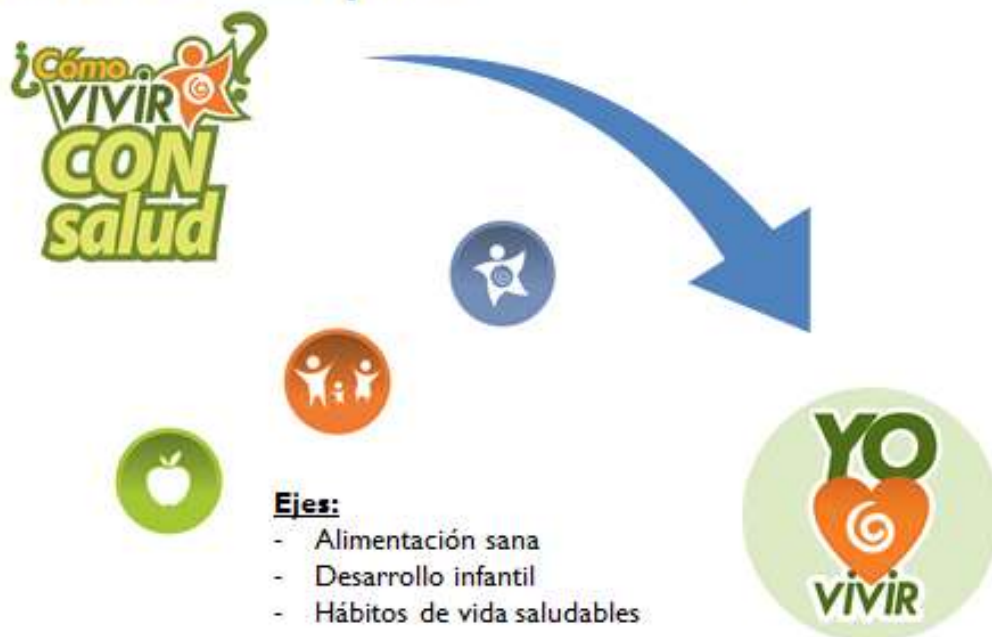 ¿Cómo
VIVIR
CON
salud?
Ejes:
- Alimentación sana
- Desarrollo infantil
- Hábitos de vida saludables
YO
VIVIR